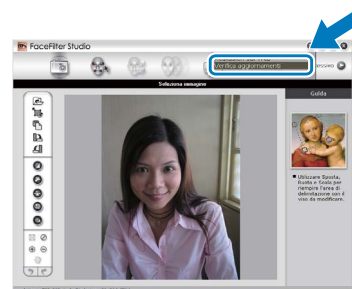 FaceFilter Studio
Verifica aggiornamenti
Seleziona immagine
Guida
Utilizzare Sposta,
Ruota e Scala per
riempire l'area di
delimitazione con il
viso da modificare.